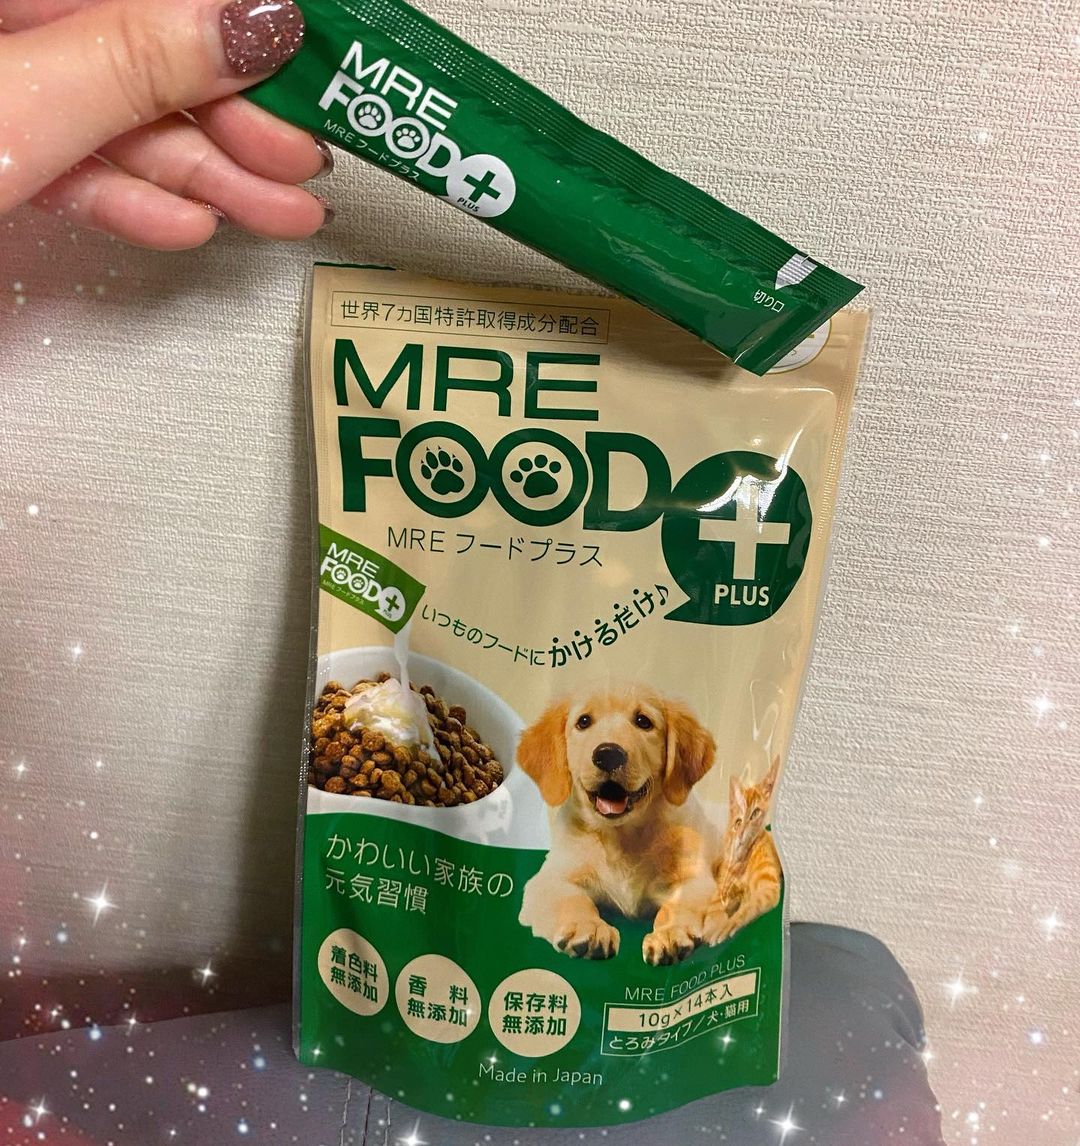 MRE
FOOD+
MRE フードプラス
PLUS
切り口
世界7ヵ国特許取得成分配合
MRE
FOOD+
PLUS
MRE フードプラス
MRE
FOOD+
MRE フードプラス
いつものフードにかけるだけ♪
かわいい家族の
元気習慣
着色料
無添加
香料
無添加
保存料
無添加
MRE FOOD PLUS
10g×14本入
とろみタイプ/犬・猫用
Made in Japan